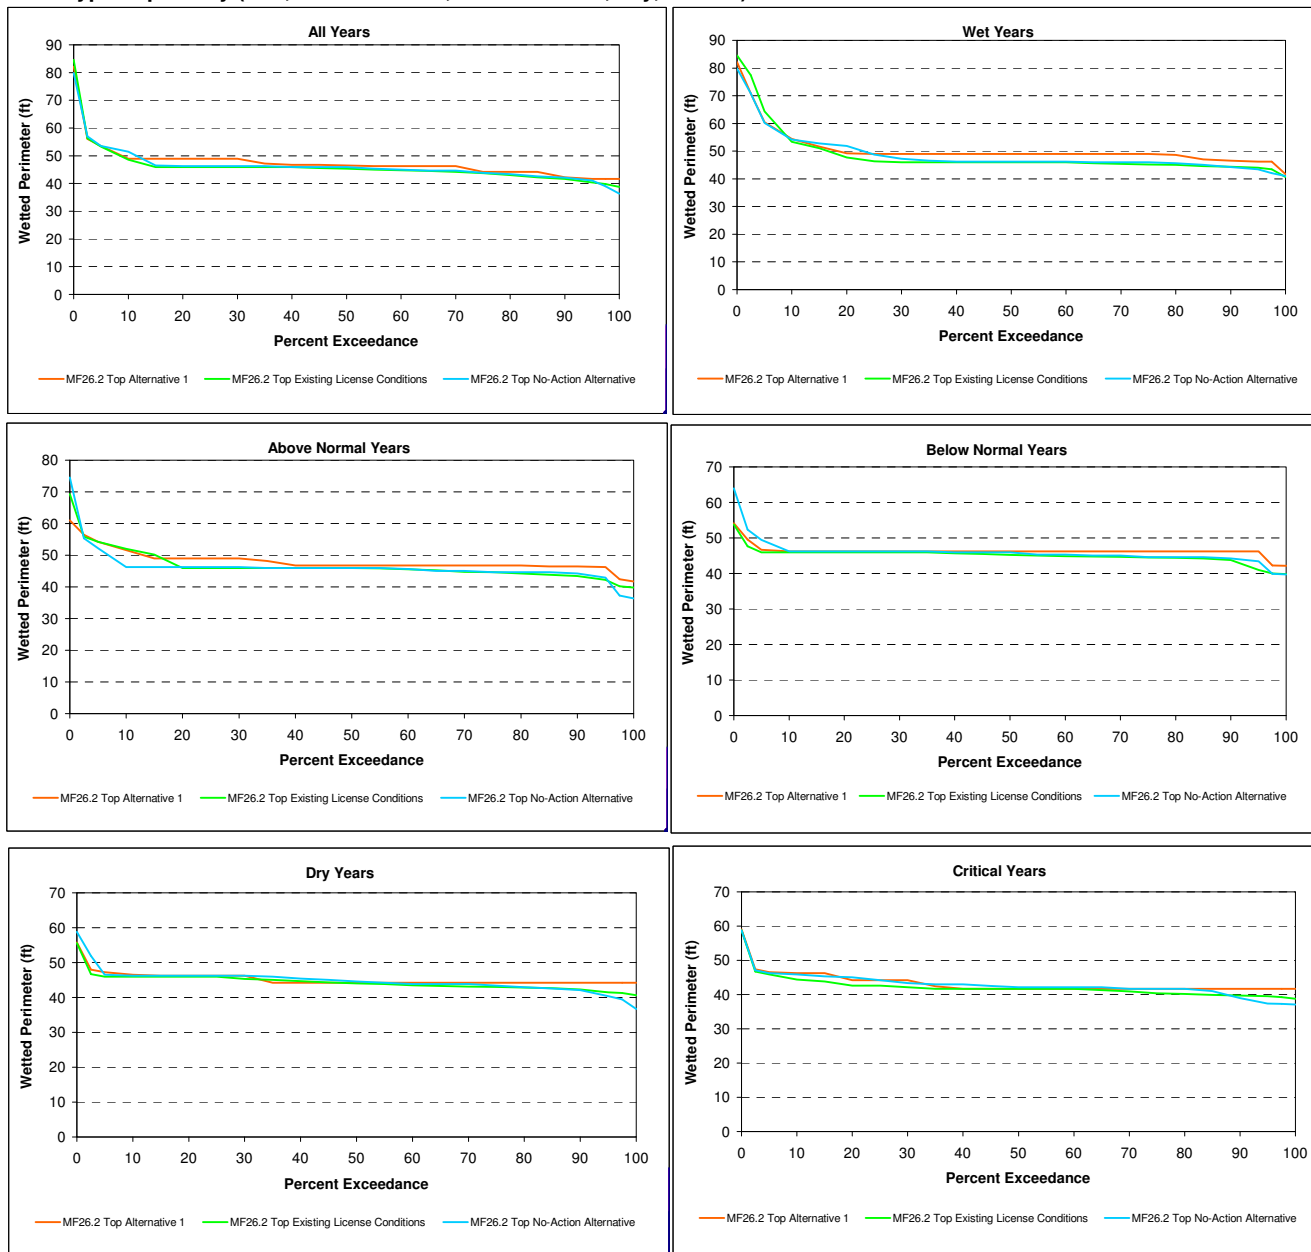 All Years
Wetted Perimeter (ft)
90
80
70
60
50
40
30
20
10
0
0 10 20 30 40 50 60 70 80 90 100
Percent Exceedance
MF26.2 Top Alternative 1 MF26.2 Top Existing License Conditions MF26.2 Top No-Action Alternative
Wet Years
Wetted Perimeter (ft)
90
80
70
60
50
40
30
20
10
0
0 10 20 30 40 50 60 70 80 90 100
Percent Exceedance
MF26.2 Top Alternative 1 MF26.2 Top Existing License Conditions MF26.2 Top No-Action Alternative
Above Normal Years
Wetted Perimeter (ft)
80
70
60
50
40
30
20
10
0
0 10 20 30 40 50 60 70 80 90 100
Percent Exceedance
MF26.2 Top Alternative 1 MF26.2 Top Existing License Conditions MF26.2 Top No-Action Alternative
Below Normal Years
Wetted Perimeter (ft)
70
60
50
40
30
20
10
0
0 10 20 30 40 50 60 70 80 90 100
Percent Exceedance
MF26.2 Top Alternative 1 MF26.2 Top Existing License Conditions MF26.2 Top No-Action Alternative
Dry Years
Wetted Perimeter (ft)
70
60
50
40
30
20
10
0
0 10 20 30 40 50 60 70 80 90 100
Percent Exceedance
MF26.2 Top Alternative 1 MF26.2 Top Existing License Conditions MF26.2 Top No-Action Alternative
Critical Years
Wetted Perimeter (ft)
70
60
50
40
30
20
10
0
0 10 20 30 40 50 60 70 80 90 100
Percent Exceedance
MF26.2 Top Alternative 1 MF26.2 Top Existing License Conditions MF26.2 Top No-Action Alternative